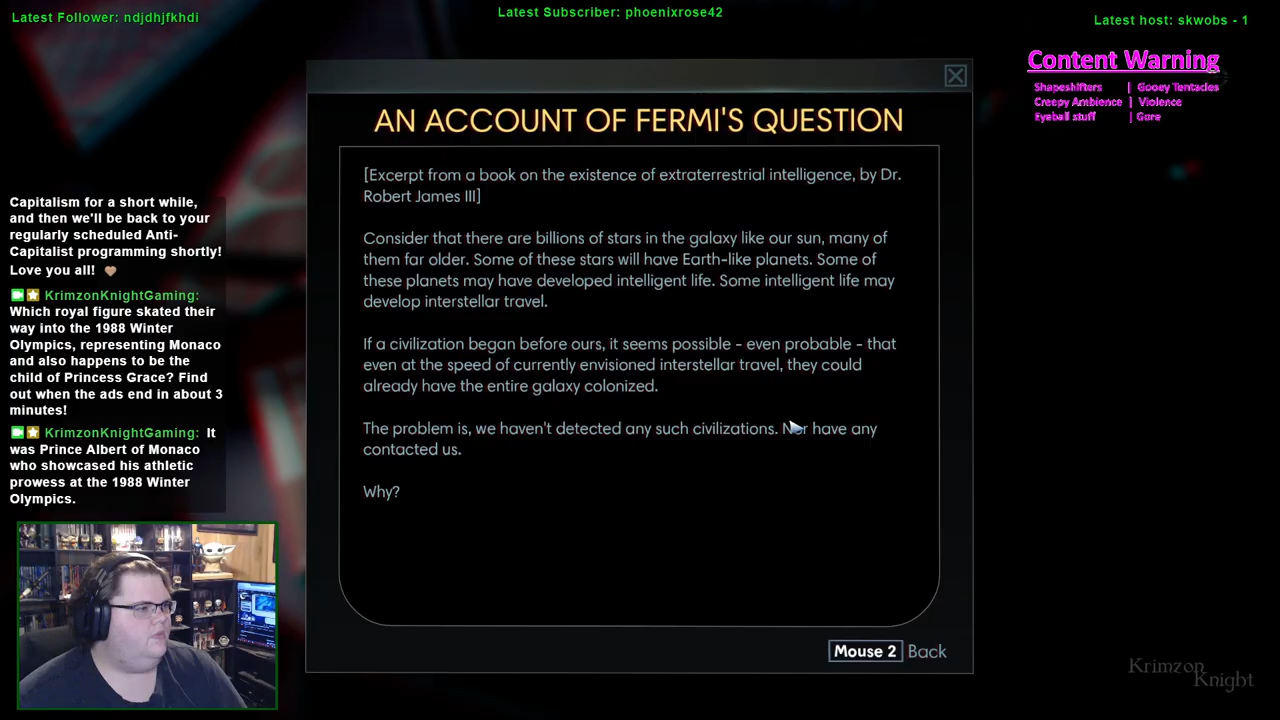 Latest Follower: ndjdhjfkhdi
Latest Subscriber: phoenixrose42
Latest host: skwobs - 1
Content Warning
Shapeshifters | Gooey Tentacles
Creepy Ambience | Violence
Eyeball stuff | Gore
AN ACCOUNT OF FERMI'S QUESTION
[Excerpt from a book on the existence of extraterrestrial intelligence, by Dr.
Robert James III]
Consider that there are billions of stars in the galaxy like our sun, many of
them far older. Some of these stars will have Earth-like planets. Some of
these planets may have developed intelligent life. Some intelligent life may
develop interstellar travel.
If a civilization began before ours, it seems possible - even probable - that
even at the speed of currently envisioned interstellar travel, they could
already have the entire galaxy colonized.
The problem is, we haven't detected any such civilizations. Nor have any
contacted us.
Why?
Mouse 2 Back
Capitalism for a short while,
and then we'll be back to your
regularly scheduled Anti-
Capitalist programming shortly!
Love you all!
KrimzonKnightGaming:
Which royal figure skated their
way into the 1988 Winter
Olympics, representing Monaco
and also happens to be the
child of Princess Grace? Find
out when the ads end in about 3
minutes!
KrimzonKnightGaming: It
was Prince Albert of Monaco
who showcased his athletic
prowess at the 1988 Winter
Olympics.
Krimzon
Knight